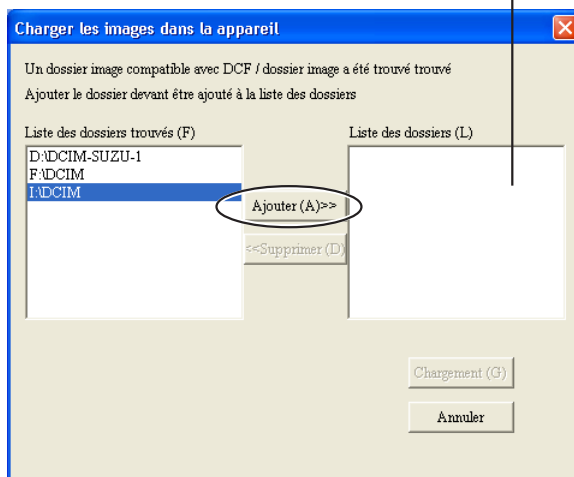 Charger les images dans la appareil
Un dossier image compatible avec DCF / dossier image a été trouvé trouvé
Ajouter le dossier devant être ajouté à la liste des dossiers
Liste des dossiers trouvés (F)
Liste des dossiers (L)
D:\DCIM-SUZU-1
F:\DCIM
I:\DCIM
Ajouter (A)>>
<<Supprimer (D)
Chargement (G)
Annuler